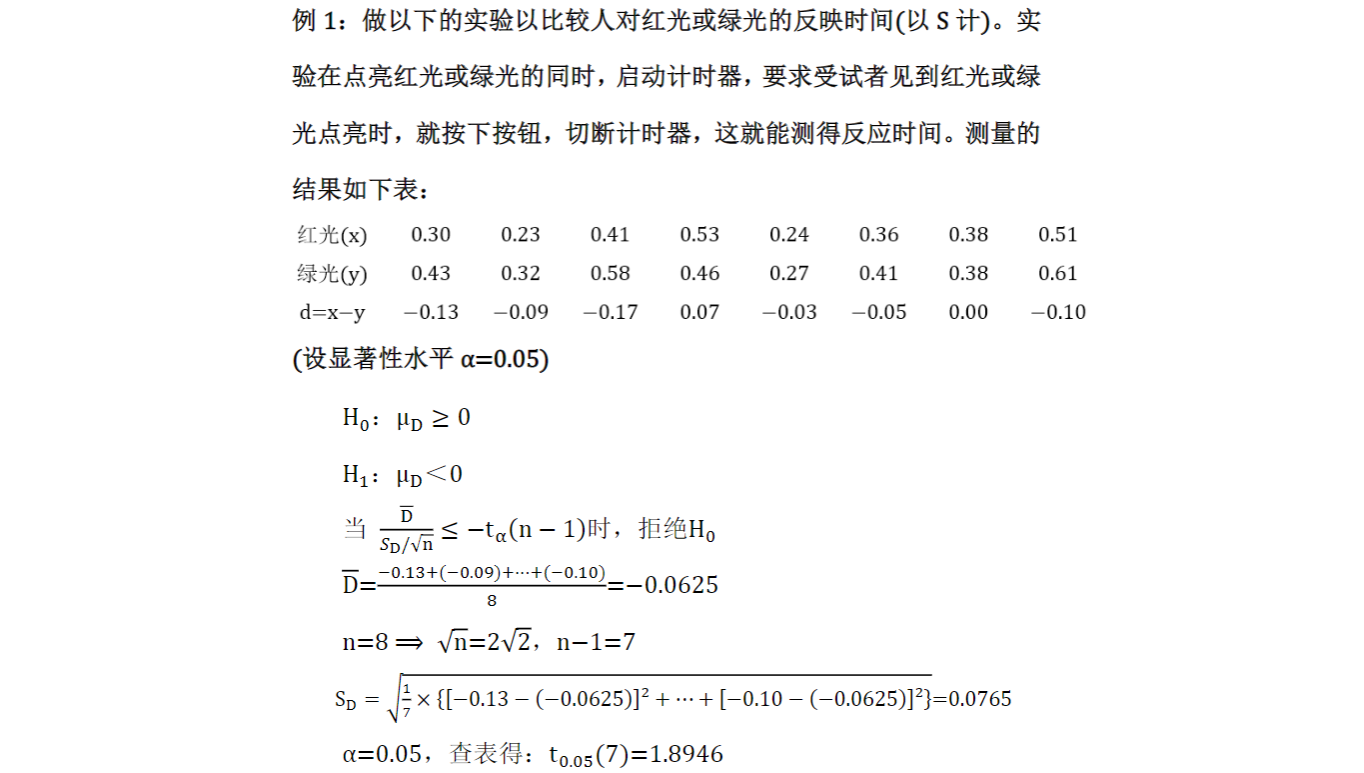 例 1：做以下的实验以比较人对红光或绿光的反映时间(以 S 计)。实
验在点亮红光或绿光的同时，启动计时器，要求受试者见到红光或绿
光点亮时，就按下按钮，切断计时器，这就能测得反应时间。测量的
结果如下表：
红光(x) 0.30 0.23 0.41 0.53 0.24 0.36 0.38 0.51
绿光(y) 0.43 0.32 0.58 0.46 0.27 0.41 0.38 0.61
d=x−y −0.13 −0.09 −0.17 0.07 −0.03 −0.05 0.00 −0.10
(设显著性水平 α=0.05)
H₀：μ_D ≥ 0
H₁：μ_D＜0
当 D̅/(S_D/√n) ≤ −t_α(n − 1)时，拒绝H₀
D̅=(−0.13+(−0.09)+⋯+(−0.10))/8=−0.0625
n=8 ⟹ √n=2√2，n−1=7
S_D = √(1/7 × {[−0.13 − (−0.0625)]² + ⋯ + [−0.10 − (−0.0625)]²})=0.0765
α=0.05，查表得：t₀.₀₅(7)=1.8946